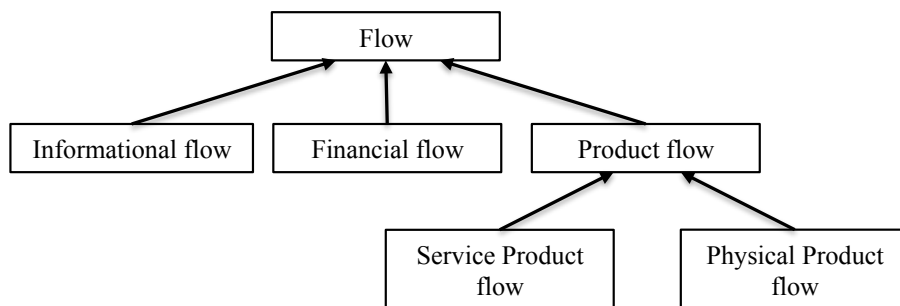 Flow
Informational flow
Financial flow
Product flow
Service Product
flow
Physical Product
flow